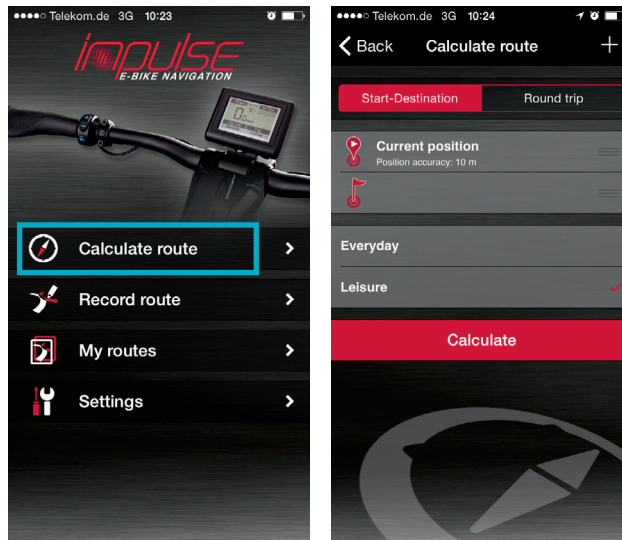 Telekom.de 3G 10:23
impulse
E-BIKE NAVIGATION
Calculate route
Record route
My routes
Settings
Telekom.de 3G 10:24
Back Calculate route +
Start-Destination Round trip
Current position
Position accuracy: 10 m
Everyday
Leisure
Calculate